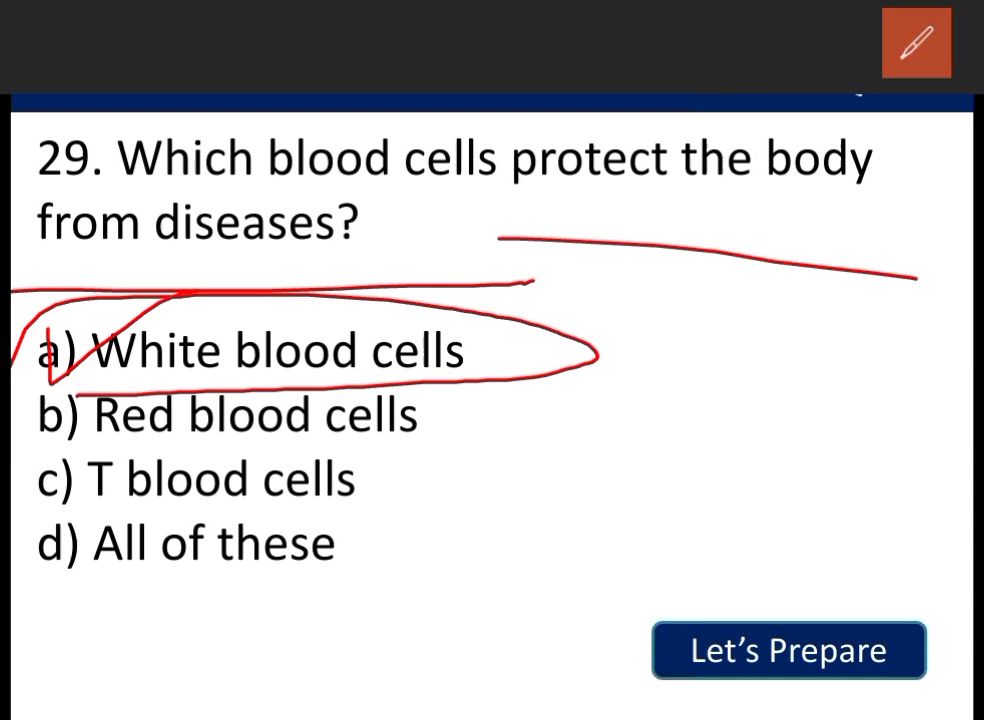 29. Which blood cells protect the body
from diseases?
a) White blood cells
b) Red blood cells
c) T blood cells
d) All of these
Let's Prepare